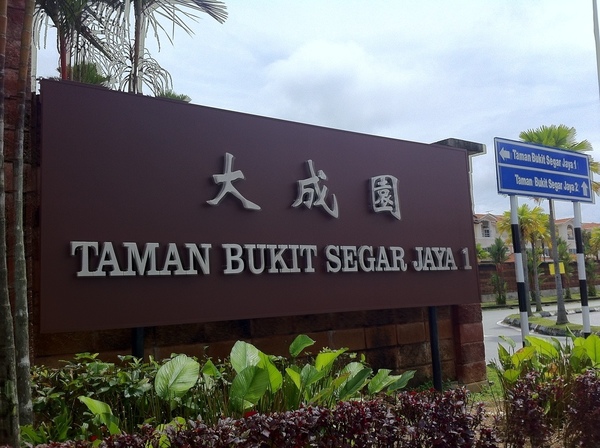 大成園
TAMAN BUKIT SEGAR JAYA 1
Taman Bukit Segar Jaya 1
Taman Bukit Segar Jaya 2